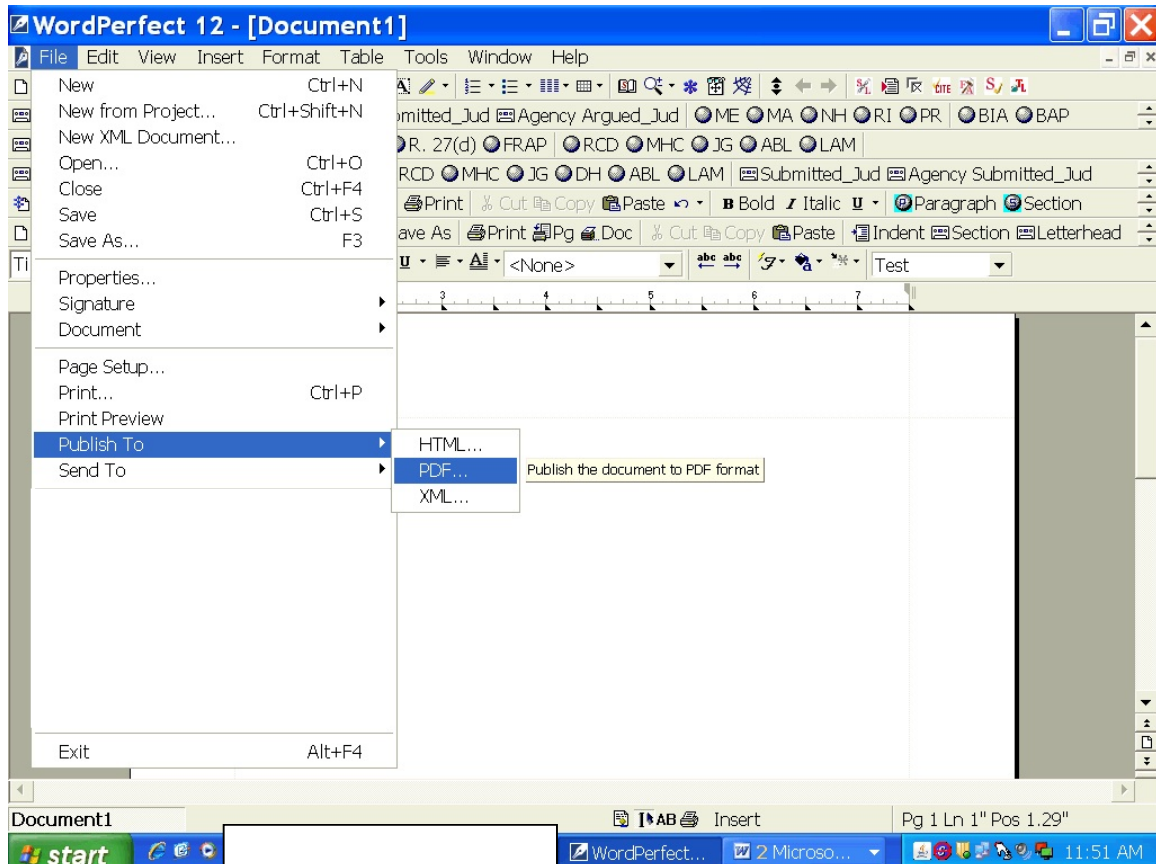 WordPerfect 12 - [Document1]
File Edit View Insert Format Table Tools Window Help
New Ctrl+N
New from Project... Ctrl+Shift+N
New XML Document...
Open... Ctrl+O
Close Ctrl+F4
Save Ctrl+S
Save As... F3
Properties...
Signature
Document
Page Setup...
Print... Ctrl+P
Print Preview
Publish To
Send To
Exit Alt+F4
HTML...
PDF...
XML...
Publish the document to PDF format
omitted_Jud Agency Argued_Jud ME MA NH RI PR BIA BAP
R. 27(d) FRAP RCD MHC JG ABL LAM
RCD MHC JG DH ABL LAM Submitted_Jud Agency Submitted_Jud
Print Cut Copy Paste B Bold I Italic U Paragraph Section
ave As Print Pg Doc Cut Copy Paste Indent Section Letterhead
Ti U <None> abc abc Test
3 4 5 6 7
Document1 AB Insert Pg 1 Ln 1" Pos 1.29"
start WordPerfect... 2 Microso... 11:51 AM